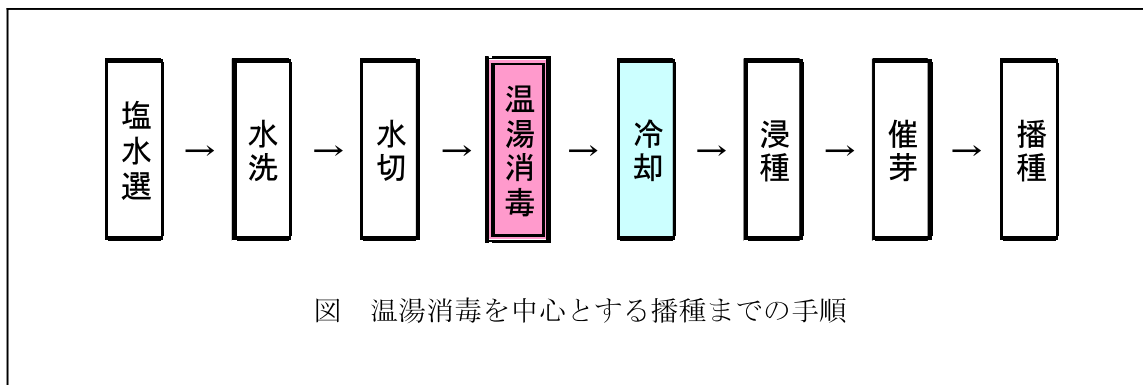 塩水選
→
水洗
→
水切
→
温湯消毒
→
冷却
→
浸種
→
催芽
→
播種
図　温湯消毒を中心とする播種までの手順